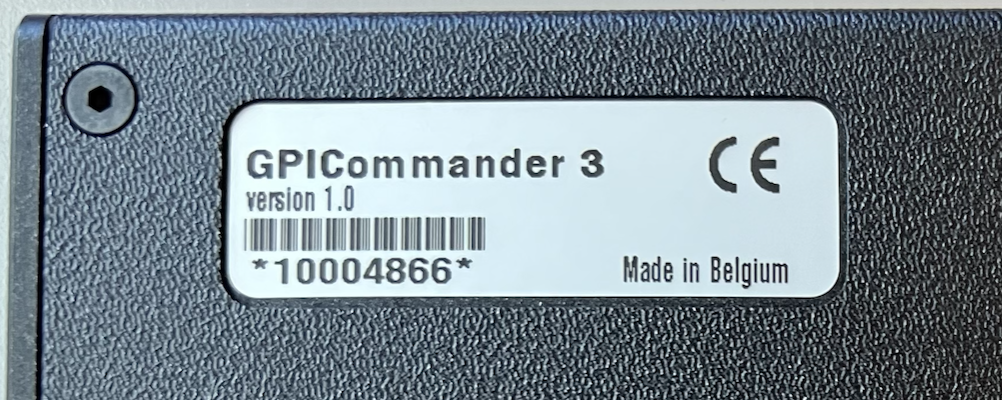 GPICommander 3
CE
version 1.0
*10004866*
Made in Belgium